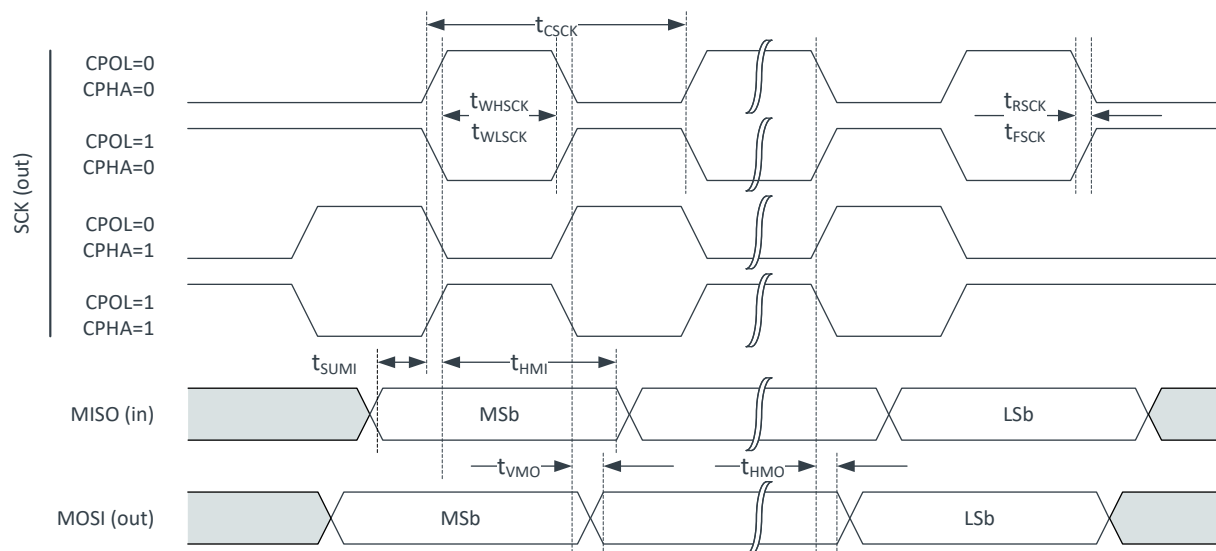 SCK (out)
tCSCK
CPOL=0
CPHA=0
tWHSCK
tWLSCK
tRSCK
tFSCK
CPOL=1
CPHA=0
CPOL=0
CPHA=1
CPOL=1
CPHA=1
tSUMI
tHMI
MISO (in)
MSb
LSb
tVMO
tHMO
MOSI (out)
MSb
LSb